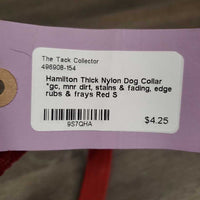 The Tack Collector
496908-154
Hamilton Thick Nylon Dog Collar
*gc, mnr dirt, stains & fading, edge
rubs & frays Red S
$4.25
9S7QHA